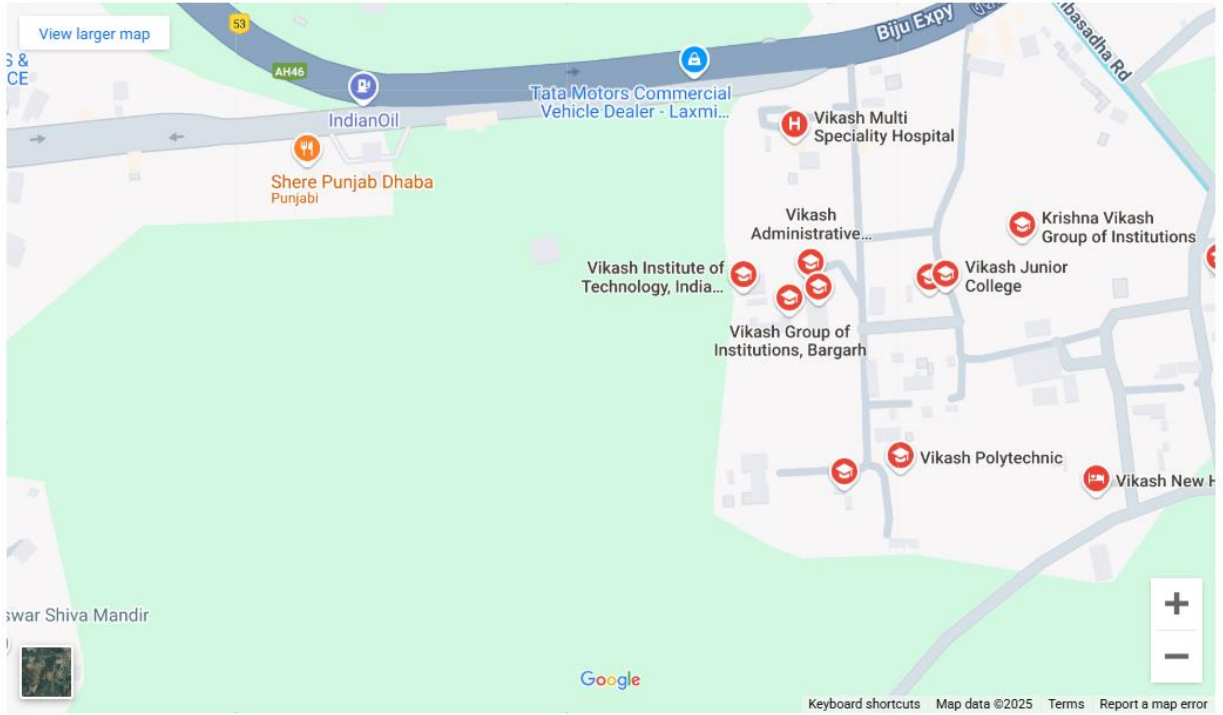 View larger map
53
Biju Expy
basadha Rd
S &
CE
AH46
IndianOil
Tata Motors Commercial
Vehicle Dealer - Laxmi...
H
Vikash Multi
Speciality Hospital
Shere Punjab Dhaba
Punjabi
Vikash
Administrative...
Krishna Vikash
Group of Institutions
Vikash Institute of
Technology, India...
Vikash Junior
College
Vikash Group of
Institutions, Bargarh
Vikash Polytechnic
Vikash New H
swar Shiva Mandir
+
−
Google
Keyboard shortcuts
Map data ©2025
Terms
Report a map error